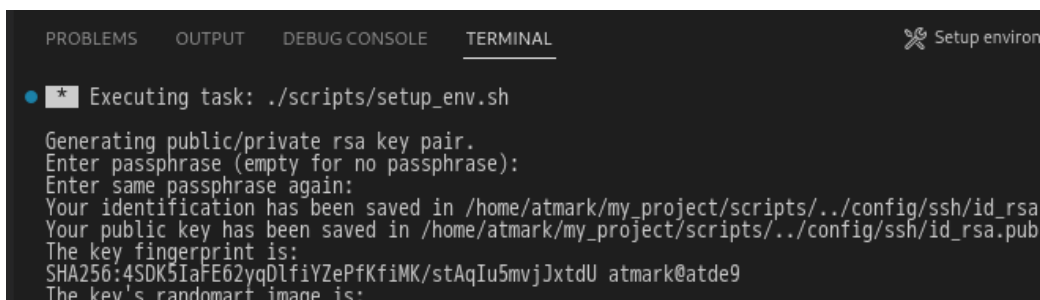 PROBLEMS OUTPUT DEBUG CONSOLE TERMINAL Setup environ
* Executing task: ./scripts/setup_env.sh
Generating public/private rsa key pair.
Enter passphrase (empty for no passphrase):
Enter same passphrase again:
Your identification has been saved in /home/atmark/my_project/scripts/../config/ssh/id_rsa
Your public key has been saved in /home/atmark/my_project/scripts/../config/ssh/id_rsa.pub
The key fingerprint is:
SHA256:4SDK5IaFE62yqDlfiYZePfKfiMK/stAqIu5mvjJxtdU atmark@atde9
The key's randomart image is: